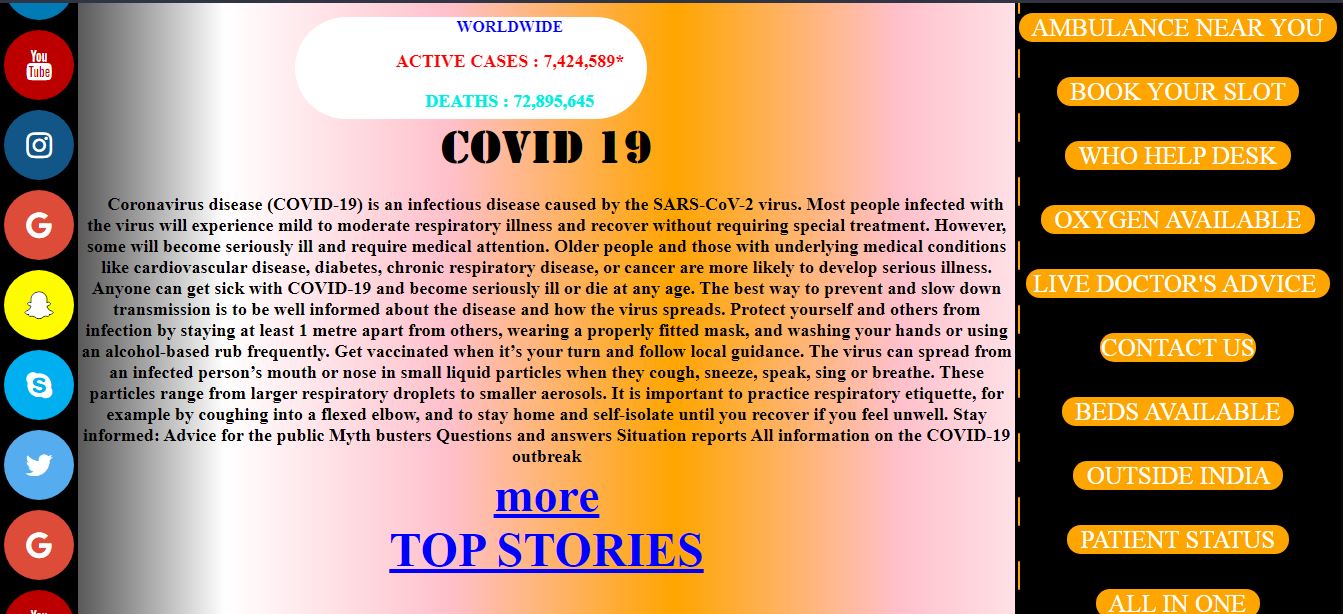 You
Tube
WORLDWIDE
ACTIVE CASES : 7,424,589*
DEATHS : 72,895,645
COVID 19
Coronavirus disease (COVID-19) is an infectious disease caused by the SARS-CoV-2 virus. Most people infected with
the virus will experience mild to moderate respiratory illness and recover without requiring special treatment. However,
some will become seriously ill and require medical attention. Older people and those with underlying medical conditions
like cardiovascular disease, diabetes, chronic respiratory disease, or cancer are more likely to develop serious illness.
Anyone can get sick with COVID-19 and become seriously ill or die at any age. The best way to prevent and slow down
transmission is to be well informed about the disease and how the virus spreads. Protect yourself and others from
infection by staying at least 1 metre apart from others, wearing a properly fitted mask, and washing your hands or using
an alcohol-based rub frequently. Get vaccinated when it’s your turn and follow local guidance. The virus can spread from
an infected person’s mouth or nose in small liquid particles when they cough, sneeze, speak, sing or breathe. These
particles range from larger respiratory droplets to smaller aerosols. It is important to practice respiratory etiquette, for
example by coughing into a flexed elbow, and to stay home and self-isolate until you recover if you feel unwell. Stay
informed: Advice for the public Myth busters Questions and answers Situation reports All information on the COVID-19
outbreak
more
TOP STORIES
AMBULANCE NEAR YOU
BOOK YOUR SLOT
WHO HELP DESK
OXYGEN AVAILABLE
LIVE DOCTOR'S ADVICE
CONTACT US
BEDS AVAILABLE
OUTSIDE INDIA
PATIENT STATUS
ALL IN ONE